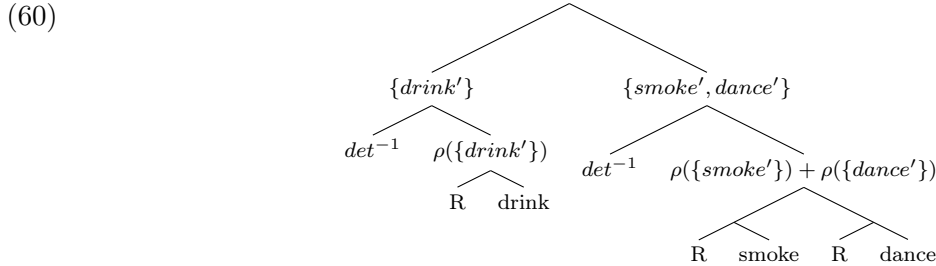 (60)
{drink′} {smoke′, dance′}
det⁻¹ ρ({drink′}) det⁻¹ ρ({smoke′}) + ρ({dance′})
R drink
R smoke R dance